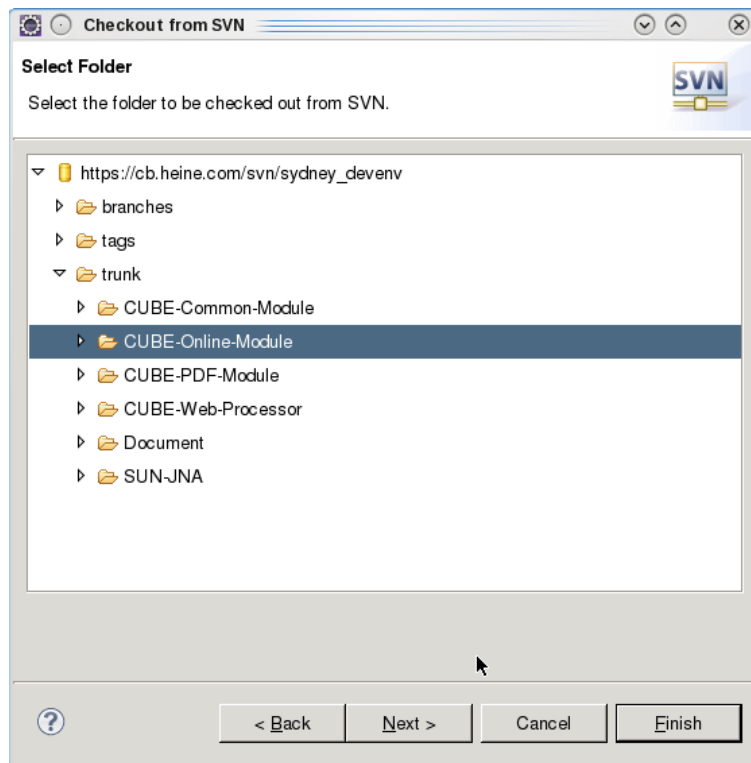 Checkout from SVN
Select Folder
Select the folder to be checked out from SVN.
SVN
https://cb.heine.com/svn/sydney_devenv
branches
tags
trunk
CUBE-Common-Module
CUBE-Online-Module
CUBE-PDF-Module
CUBE-Web-Processor
Document
SUN-JNA
? < Back Next > Cancel Finish